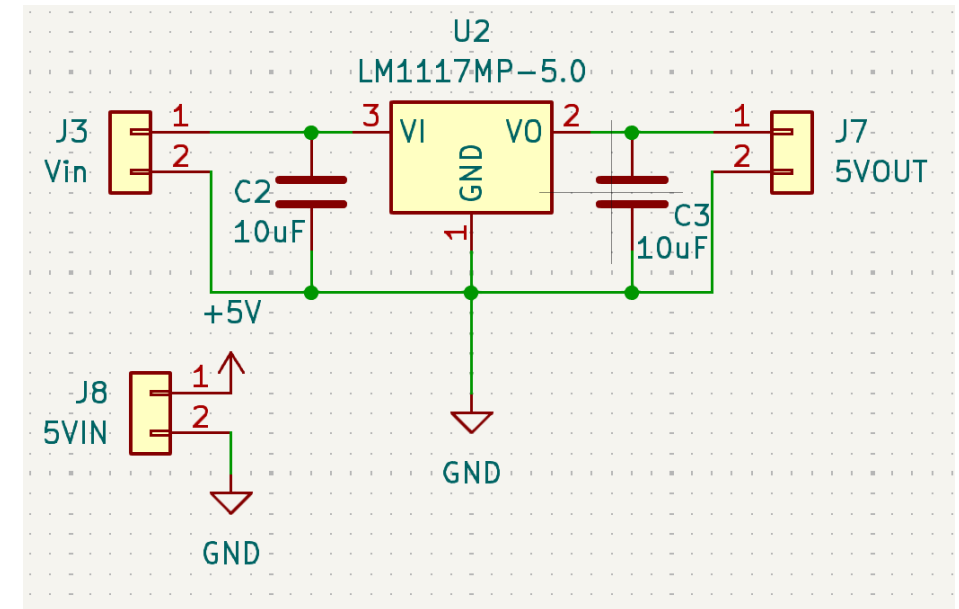 U2
LM1117MP-5.0
J3
Vin
1
2
3
VI
VO
GND
1
2
C2
10uF
C3
10uF
1
2
J7
5VOUT
+5V
J8
5VIN
1
2
GND
GND